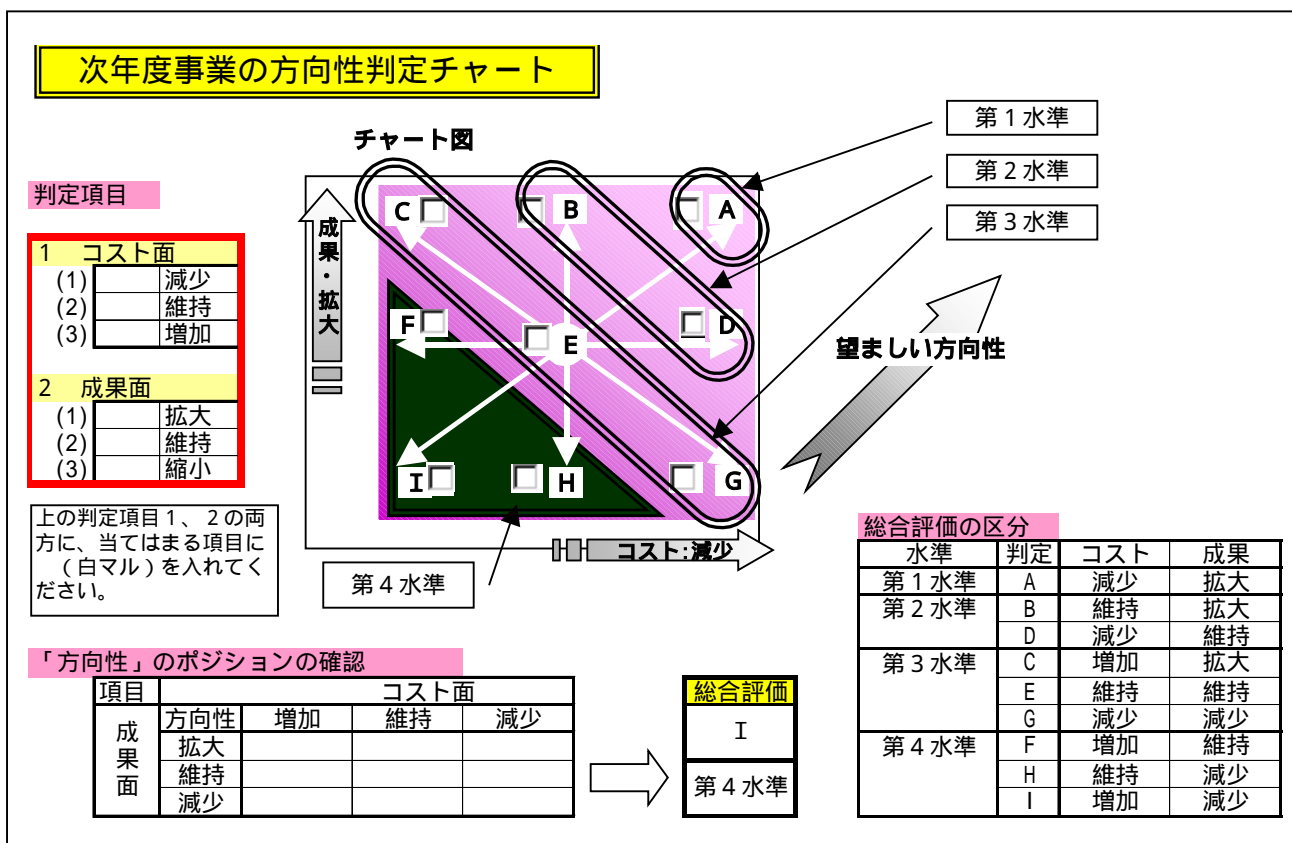 次年度事業の方向性判定チャート
チャート図
第１水準
第２水準
第３水準
判定項目
1 コスト面
(1) 減少
(2) 維持
(3) 増加
2 成果面
(1) 拡大
(2) 維持
(3) 縮小
上の判定項目１、２の両
方に、当てはまる項目に
（白マル）を入れてく
ださい。
成果・拡大
C
B
A
F
E
D
I
H
G
コスト:減少
望ましい方向性
第４水準
総合評価の区分
水準 判定 コスト 成果
第１水準 A 減少 拡大
第２水準 B 維持 拡大
D 減少 維持
第３水準 C 増加 拡大
E 維持 維持
G 減少 減少
第４水準 F 増加 維持
H 維持 減少
I 増加 減少
「方向性」のポジションの確認
項目 コスト面
成果面
方向性 増加 維持 減少
拡大
維持
減少
総合評価
I
第４水準